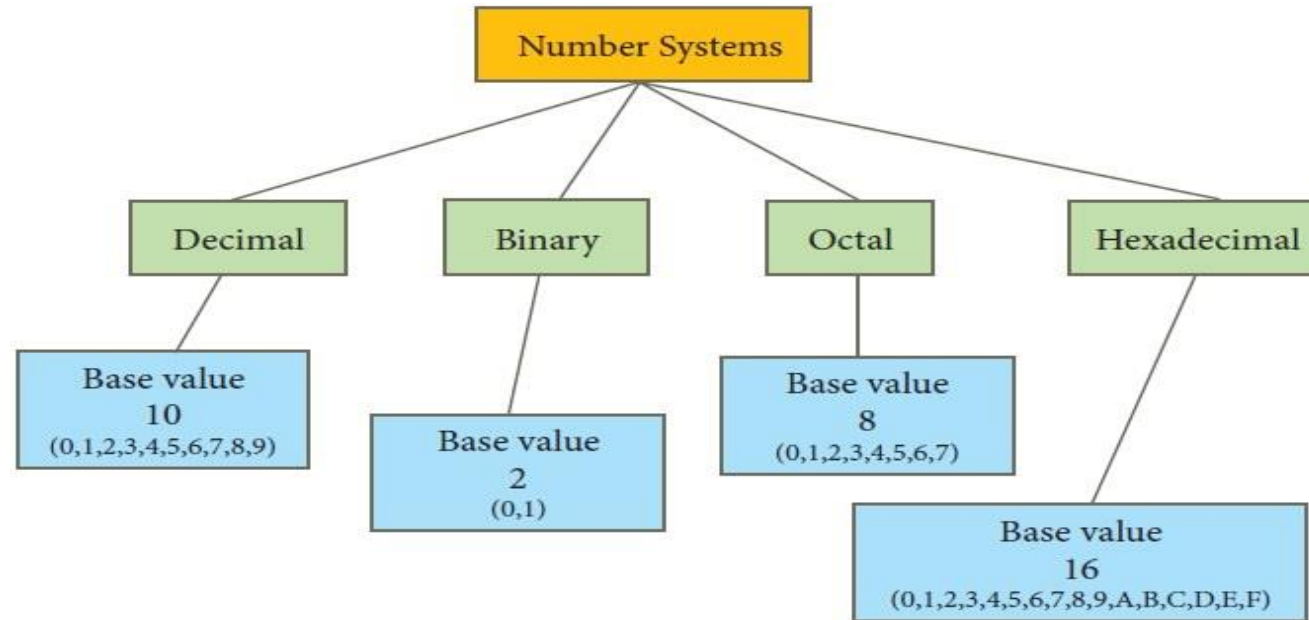 Number Systems
Decimal
Binary
Octal
Hexadecimal
Base value
10
(0,1,2,3,4,5,6,7,8,9)
Base value
2
(0,1)
Base value
8
(0,1,2,3,4,5,6,7)
Base value
16
(0,1,2,3,4,5,6,7,8,9,A,B,C,D,E,F)